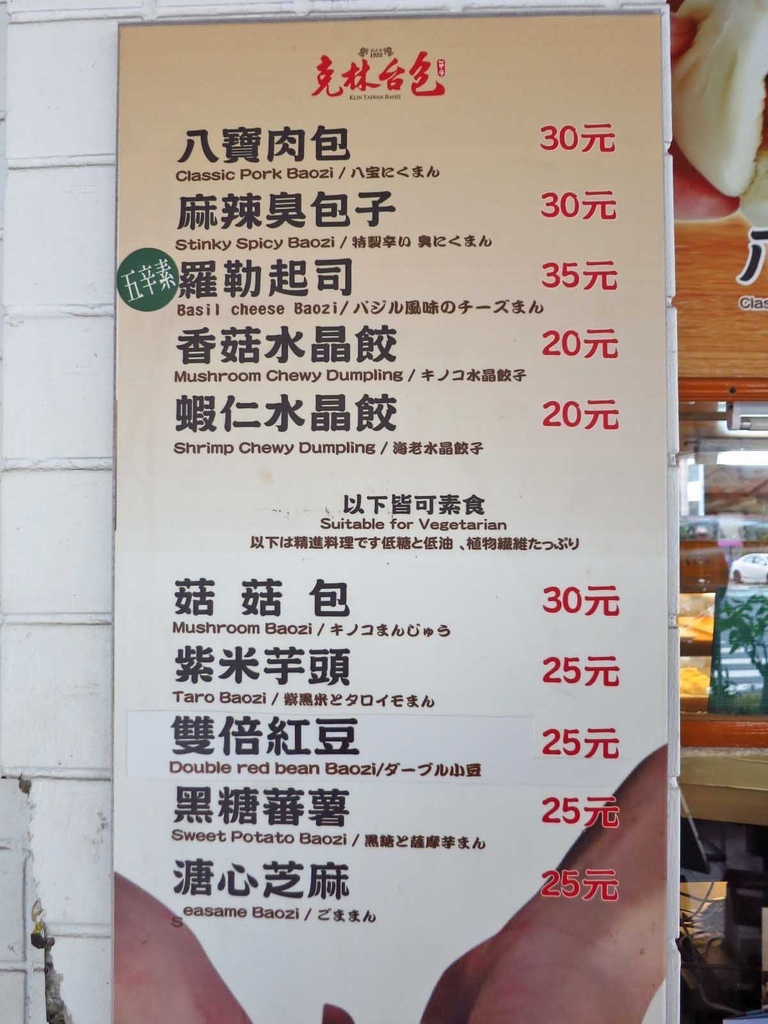 克林台包
KLIN TAIWAN BAOZI
八寶肉包 30元
Classic Pork Baozi / 八宝にくまん
麻辣臭包子 30元
Stinky Spicy Baozi / 特製辛い 臭にくまん
五辛素
羅勒起司 35元
Basil cheese Baozi/バジル風味のチーズまん
香菇水晶餃 20元
Mushroom Chewy Dumpling / キノコ水晶餃子
蝦仁水晶餃 20元
Shrimp Chewy Dumpling / 海老水晶餃子
以下皆可素食
Suitable for Vegetarian
以下は精進料理です低糖と低油、植物繊維たっぷり
菇菇包 30元
Mushroom Baozi / キノコまんじゅう
紫米芋頭 25元
Taro Baozi / 紫黒米とタロイモまん
雙倍紅豆 25元
Double red bean Baozi/ダーブル小豆
黑糖蕃薯 25元
Sweet Potato Baozi / 黒糖と薩摩芋まん
溏心芝麻 25元
Seasame Baozi / ごままん
Clas